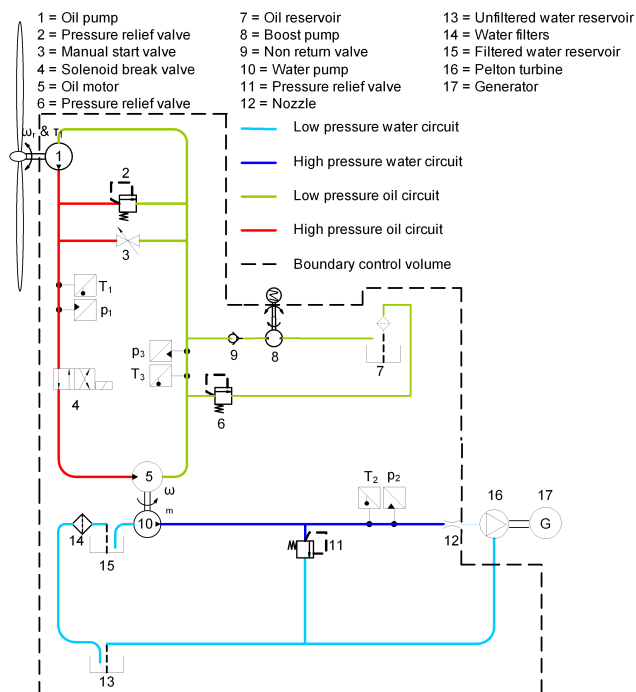 1 = Oil pump
2 = Pressure relief valve
3 = Manual start valve
4 = Solenoid break valve
5 = Oil motor
6 = Pressure relief valve
7 = Oil reservoir
8 = Boost pump
9 = Non return valve
10 = Water pump
11 = Pressure relief valve
12 = Nozzle
13 = Unfiltered water reservoir
14 = Water filters
15 = Filtered water reservoir
16 = Pelton turbine
17 = Generator
Low pressure water circuit
High pressure water circuit
Low pressure oil circuit
High pressure oil circuit
Boundary control volume
ωr & τ1
1
2
3
T1
p1
M
p3
T3
9
8
7
4
6
5
ω
m
10
T2
p2
16
17
G
14
15
11
12
13